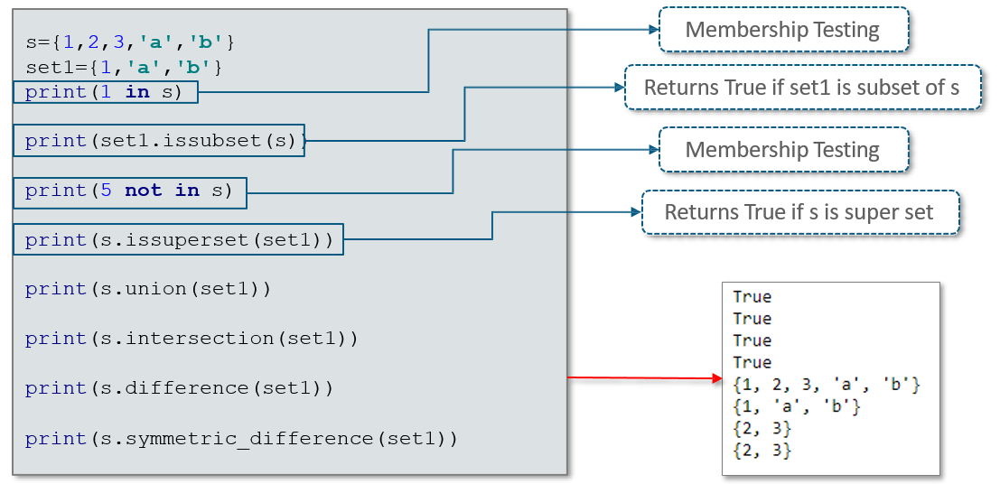 s={1,2,3,'a','b'}
set1={1,'a','b'}
print(1 in s)
print(set1.issubset(s))
print(5 not in s)
print(s.issuperset(set1))
print(s.union(set1))
print(s.intersection(set1))
print(s.difference(set1))
print(s.symmetric_difference(set1))
Membership Testing
Returns True if set1 is subset of s
Membership Testing
Returns True if s is super set
True
True
True
True
{1, 2, 3, 'a', 'b'}
{1, 'a', 'b'}
{2, 3}
{2, 3}